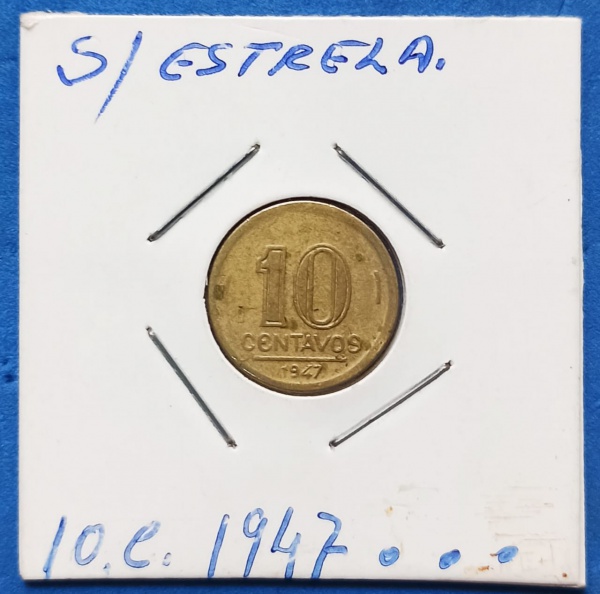 S/ ESTRELA.
10
CENTAVOS
1947
10.C. 1947...